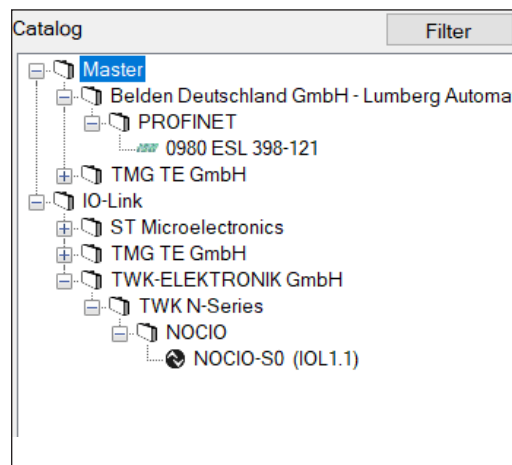 Catalog
Filter
Master
Belden Deutschland GmbH - Lumberg Automa
PROFINET
0980 ESL 398-121
TMG TE GmbH
IO-Link
ST Microelectronics
TMG TE GmbH
TWK-ELEKTRONIK GmbH
TWK N-Series
NOCIO
NOCIO-S0 (IOL1.1)